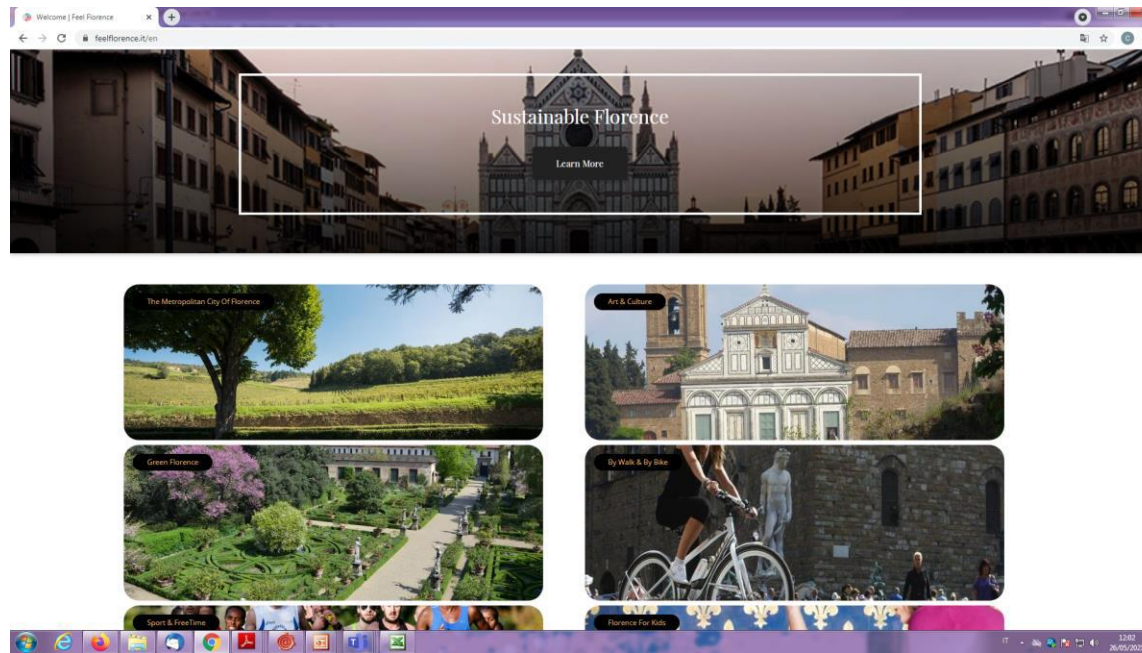 Welcome | Feel Florence
feelflorence.it/en
Sustainable Florence
Learn More
The Metropolitan City Of Florence
Art & Culture
Green Florence
By Walk & By Bike
Sport & FreeTime
Florence For Kids
IT
12:02